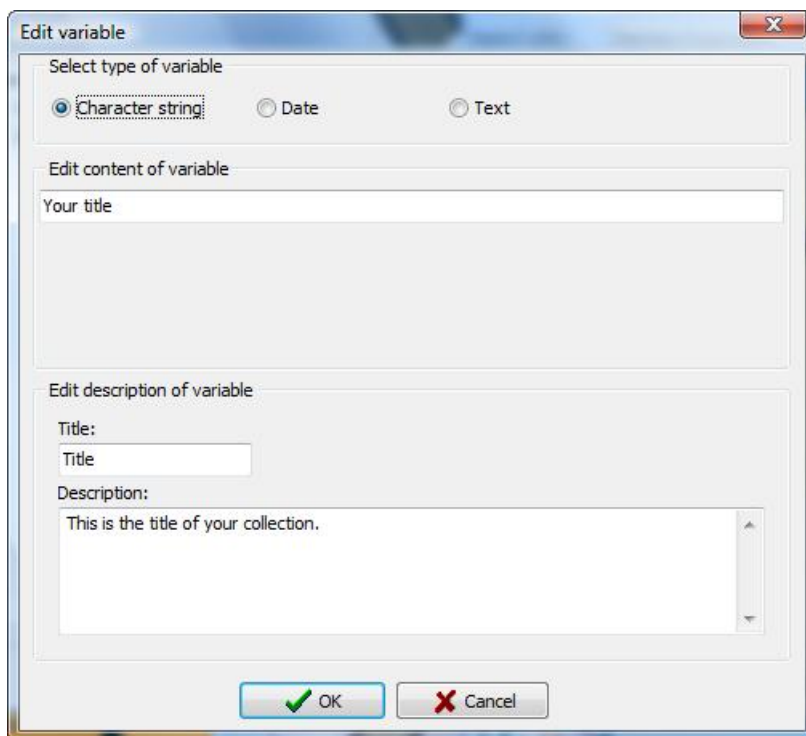 Edit variable
Select type of variable
Character string Date Text
Edit content of variable
Your title
Edit description of variable
Title:
Title
Description:
This is the title of your collection.
OK Cancel